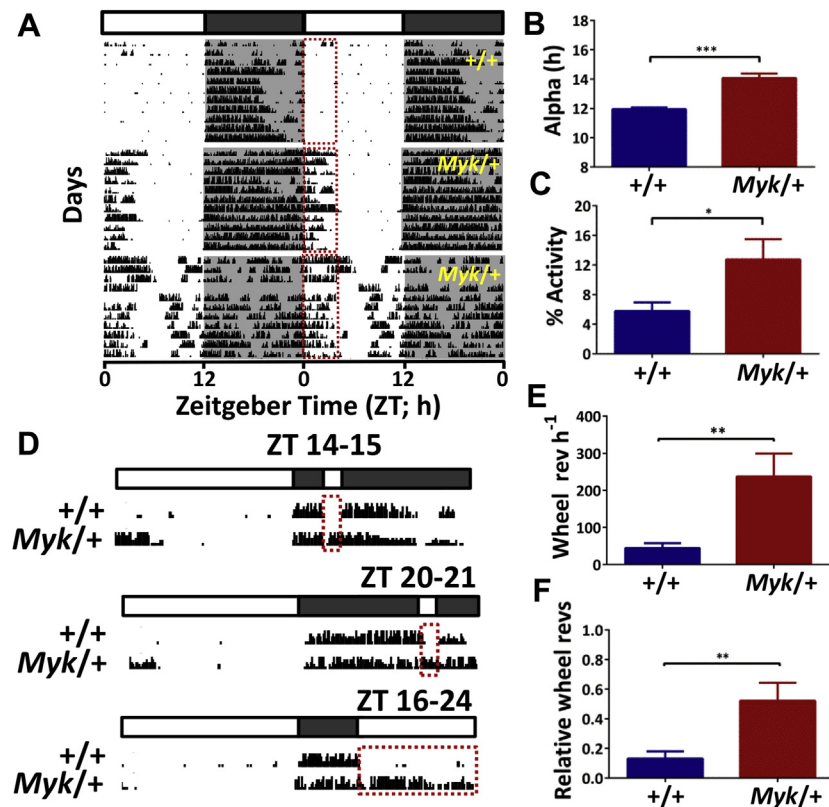 A
+/+
Myk/+
Myk/+
Days
0 12 0 12 0
Zeitgeber Time (ZT; h)
B
Alpha (h)
16
14
12
10
8
***
+/+ Myk/+
C
% Activity
20
16
12
8
4
0
*
+/+ Myk/+
D
ZT 14-15
+/+
Myk/+
ZT 20-21
+/+
Myk/+
ZT 16-24
+/+
Myk/+
E
Wheel rev h-1
400
300
200
100
0
**
+/+ Myk/+
F
Relative wheel revs
1.0
0.8
0.6
0.4
0.2
0.0
**
+/+ Myk/+